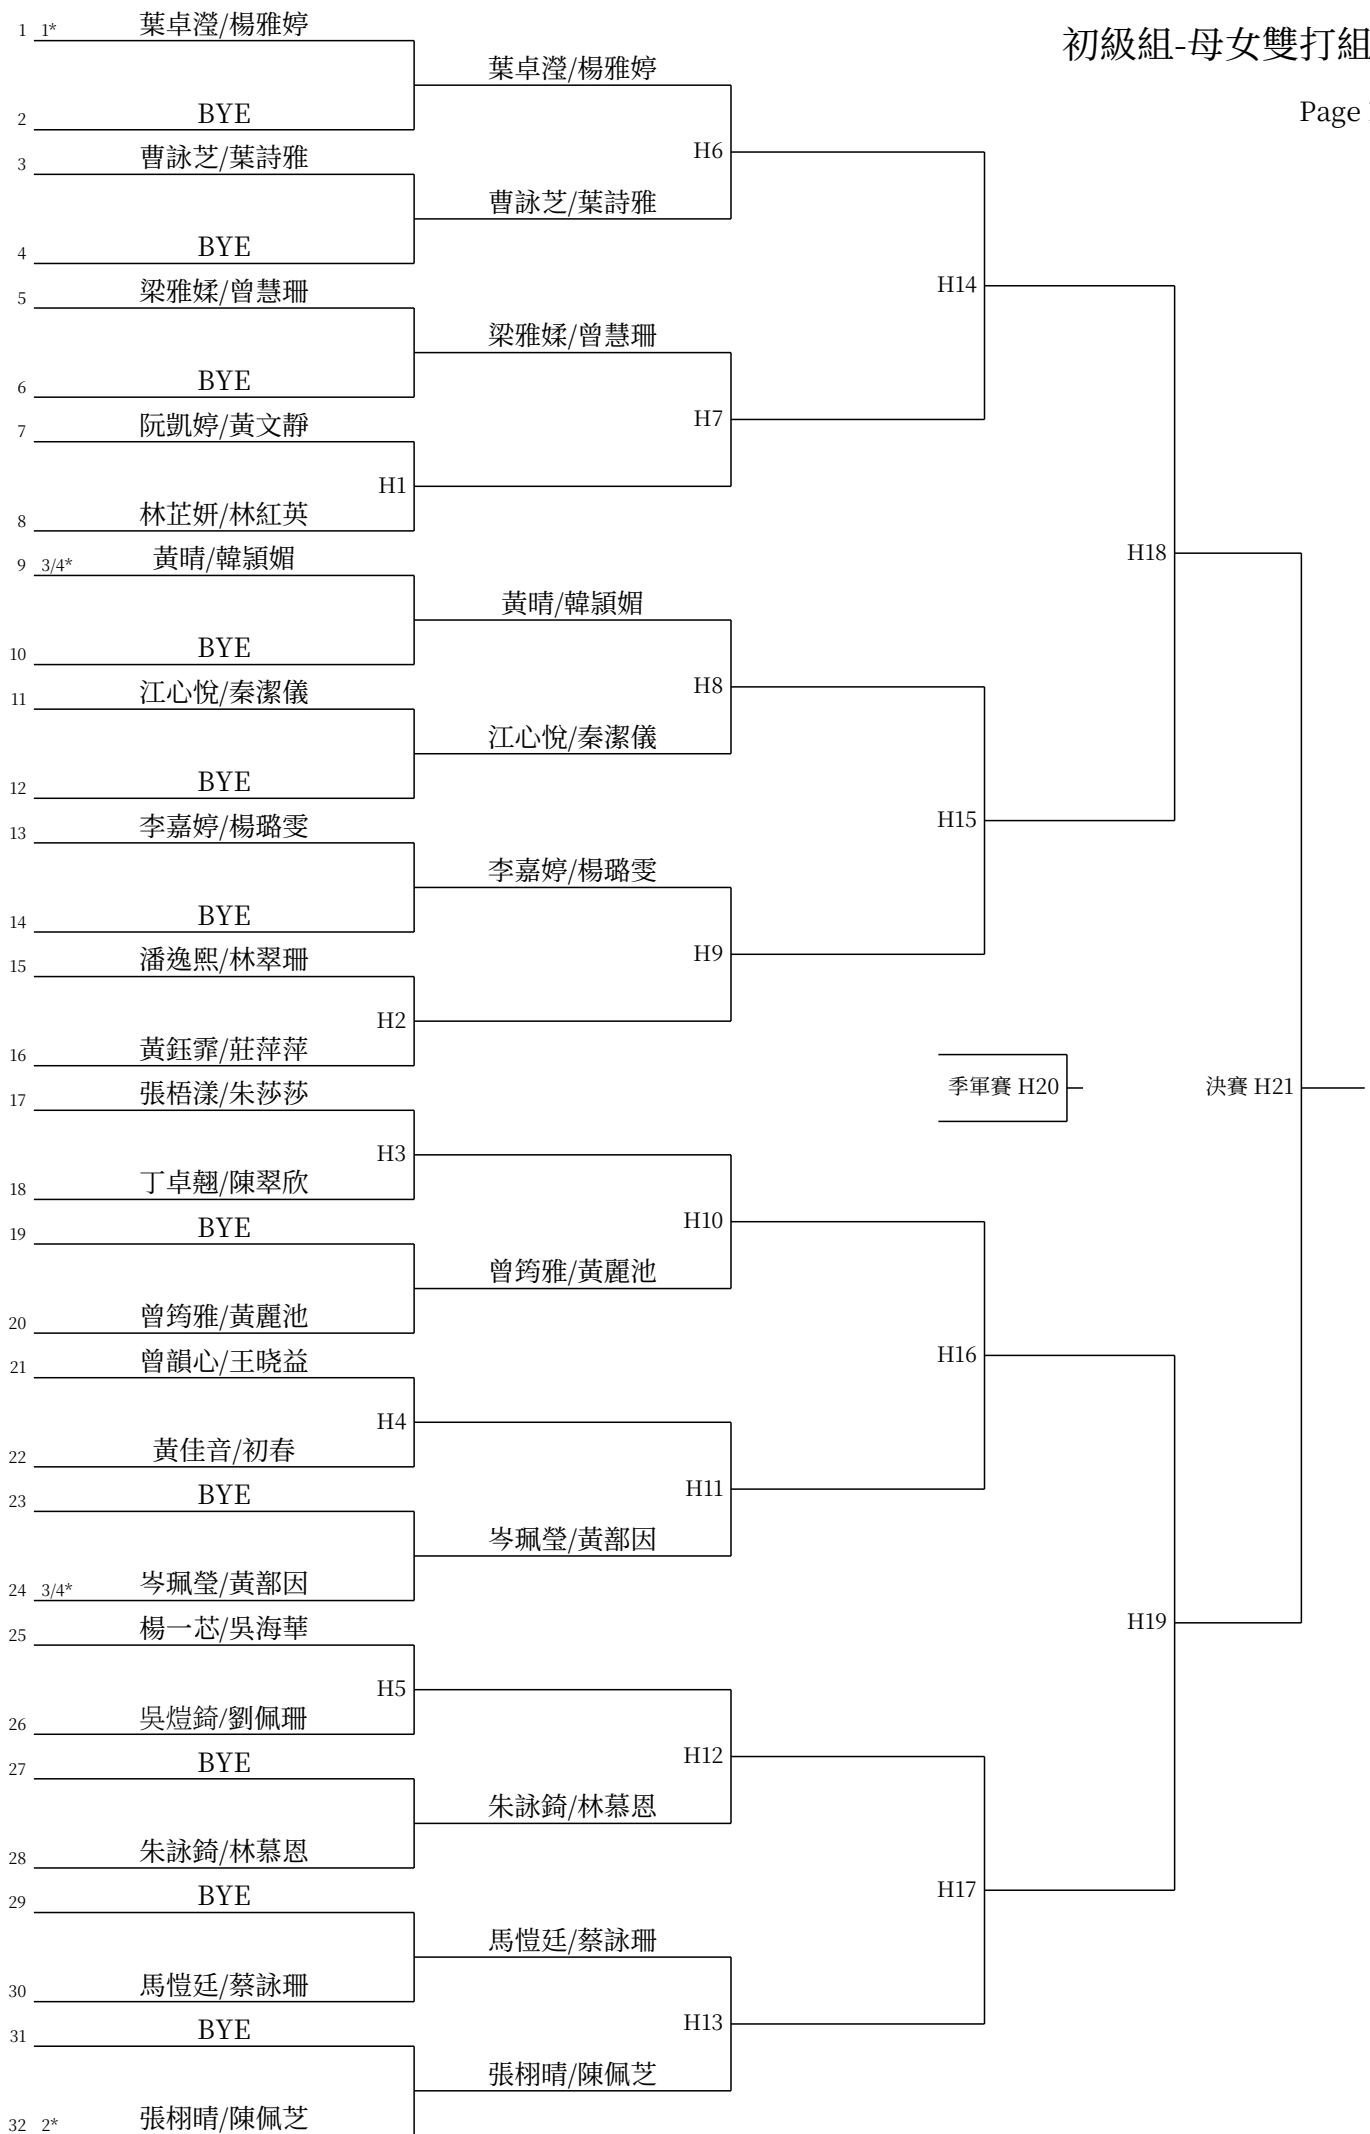 初級組-母女雙打組
Page
1 1* 葉卓瀅/楊雅婷
葉卓瀅/楊雅婷
2 BYE
H6
3 曹詠芝/葉詩雅
曹詠芝/葉詩雅
4 BYE
H14
5 梁雅媃/曾慧珊
梁雅媃/曾慧珊
6 BYE
H7
7 阮凱婷/黃文靜
H1
8 林芷妍/林紅英
H18
9 3/4* 黃晴/韓頴媚
黃晴/韓頴媚
10 BYE
H8
11 江心悅/秦潔儀
江心悅/秦潔儀
12 BYE
H15
13 李嘉婷/楊璐雯
李嘉婷/楊璐雯
14 BYE
H9
15 潘逸熙/林翠珊
H2
16 黃鈺霏/莊萍萍
季軍賽 H20
決賽 H21
17 張梧漾/朱莎莎
H3
18 丁卓翹/陳翠欣
H10
19 BYE
曾筠雅/黃麗池
20 曾筠雅/黃麗池
H16
21 曾韻心/王晓益
H4
22 黃佳音/初春
H11
23 BYE
岑珮瑩/黃鄯因
24 3/4* 岑珮瑩/黃鄯因
H19
25 楊一芯/吳海華
H5
26 吳熴錡/劉佩珊
H12
27 BYE
朱詠錡/林慕恩
28 朱詠錡/林慕恩
H17
29 BYE
馬愷廷/蔡詠珊
30 馬愷廷/蔡詠珊
H13
31 BYE
張栩晴/陳佩芝
32 2* 張栩晴/陳佩芝